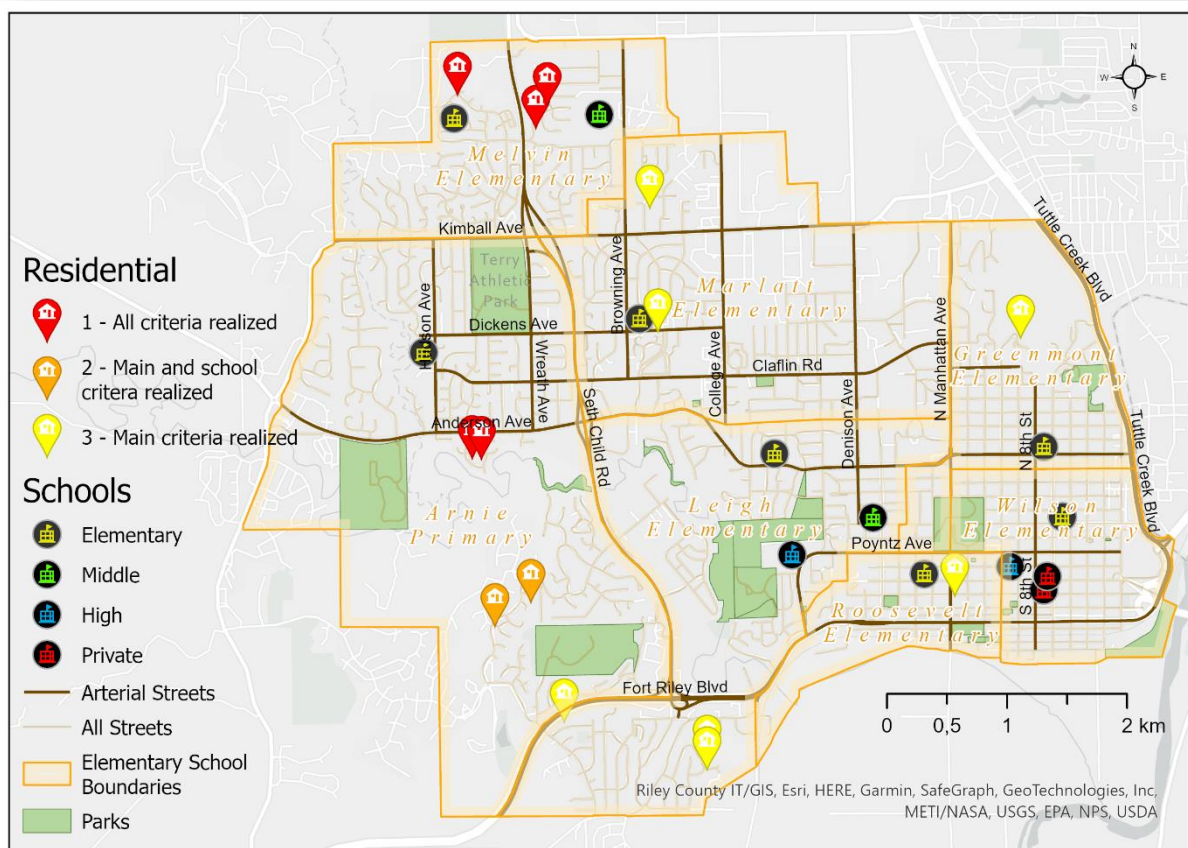 N
W
E
S
Melvin
Elementary
Kimball Ave
Tuttle Creek Blvd
Residential
1 - All criteria realized
2 - Main and school
critera realized
3 - Main criteria realized
Terry
Athletic
Park
Browning Ave
Marlatt
Elementary
Dickens Ave
Wreath Ave
College Ave
Claflin Rd
N Manhattan Ave
Greenmont
Elementary
Anderson Ave
Seth Child Rd
Denison Ave
N 8th St
Tuttle Creek Blvd
Schools
Elementary
Middle
High
Private
Arterial Streets
All Streets
Elementary School
Boundaries
Parks
Arnie
Primary
Leigh
Elementary
Wilson
Elementary
Poyntz Ave
S 8th St
Roosevelt
Elementary
Fort Riley Blvd
0
0,5
1
2 km
Riley County IT/GIS, Esri, HERE, Garmin, SafeGraph, GeoTechnologies, Inc,
METI/NASA, USGS, EPA, NPS, USDA